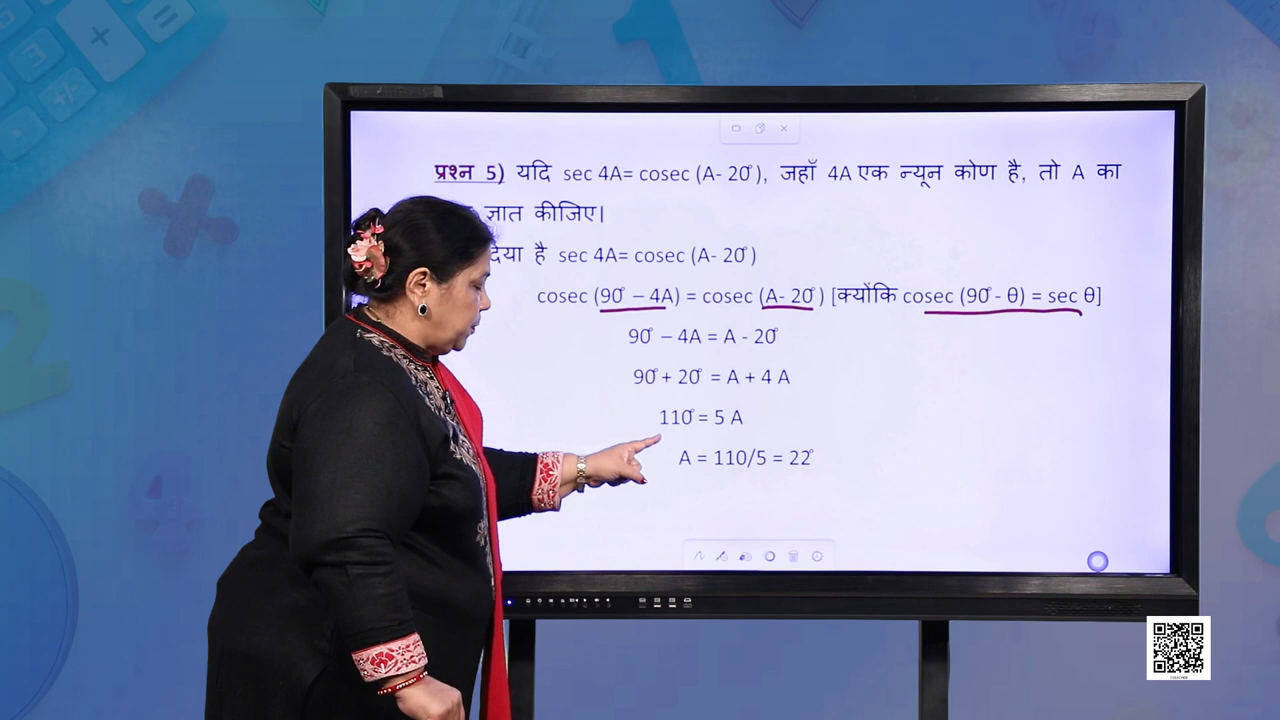 प्रश्न 5) यदि sec 4A= cosec (A- 20°), जहाँ 4A एक न्यून कोण है, तो A का
ज्ञात कीजिए।
है sec 4A= cosec (A- 20°)
cosec (90° – 4A) = cosec (A- 20°) [क्योंकि cosec (90° - θ) = sec θ]
90° – 4A = A - 20°
90° + 20° = A + 4 A
110° = 5 A
A = 110/5 = 22°